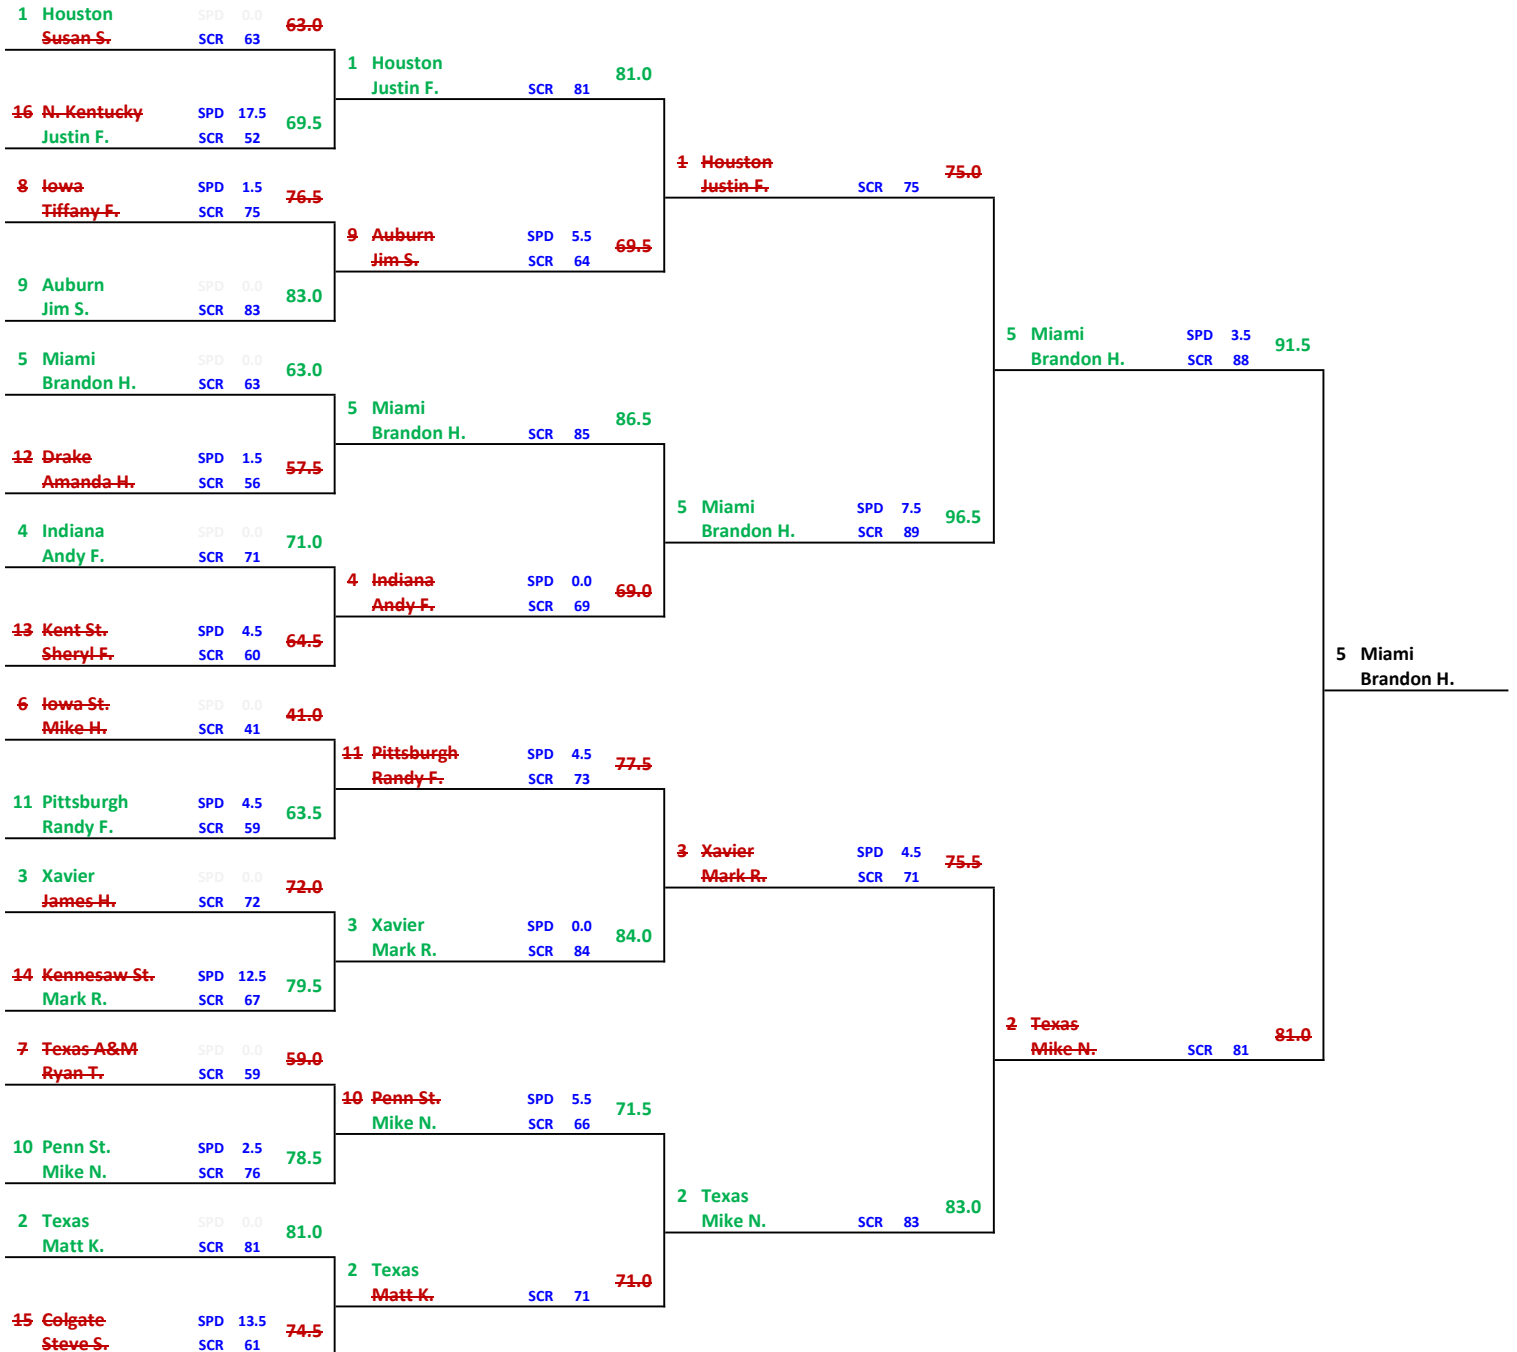 1 Houston SPD 0.0 63.0
Susan S. SCR 63
1 Houston 81.0
Justin F. SCR 81
16 N. Kentucky SPD 17.5 69.5
Justin F. SCR 52
1 Houston 75.0
Justin F. SCR 75
8 Iowa SPD 1.5 76.5
Tiffany F. SCR 75
9 Auburn SPD 5.5 69.5
Jim S. SCR 64
9 Auburn SPD 0.0 83.0
Jim S. SCR 83
5 Miami SPD 3.5 91.5
Brandon H. SCR 88
5 Miami SPD 0.0 63.0
Brandon H. SCR 63
5 Miami 86.5
Brandon H. SCR 85
12 Drake SPD 1.5 57.5
Amanda H. SCR 56
5 Miami SPD 7.5 96.5
Brandon H. SCR 89
4 Indiana SPD 0.0 71.0
Andy F. SCR 71
4 Indiana SPD 0.0 69.0
Andy F. SCR 69
13 Kent St. SPD 4.5 64.5
Sheryl F. SCR 60
5 Miami
Brandon H.
6 Iowa St. SPD 0.0 41.0
Mike H. SCR 41
11 Pittsburgh SPD 4.5 77.5
Randy F. SCR 73
11 Pittsburgh SPD 4.5 63.5
Randy F. SCR 59
3 Xavier SPD 4.5 75.5
Mark R. SCR 71
3 Xavier SPD 0.0 72.0
James H. SCR 72
3 Xavier SPD 0.0 84.0
Mark R. SCR 84
14 Kennesaw St. SPD 12.5 79.5
Mark R. SCR 67
2 Texas 81.0
Mike N. SCR 81
7 Texas A&M SPD 0.0 59.0
Ryan T. SCR 59
10 Penn St. SPD 5.5 71.5
Mike N. SCR 66
10 Penn St. SPD 2.5 78.5
Mike N. SCR 76
2 Texas 83.0
Mike N. SCR 83
2 Texas SPD 0.0 81.0
Matt K. SCR 81
2 Texas 71.0
Matt K. SCR 71
15 Colgate SPD 13.5 74.5
Steve S. SCR 61